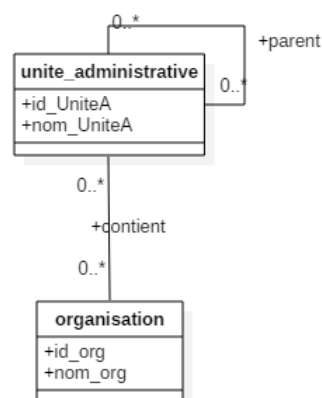 0..*
+parent
unite_administrative
0..*
+id_UniteA
+nom_UniteA
0..*
+contient
0..*
organisation
+id_org
+nom_org